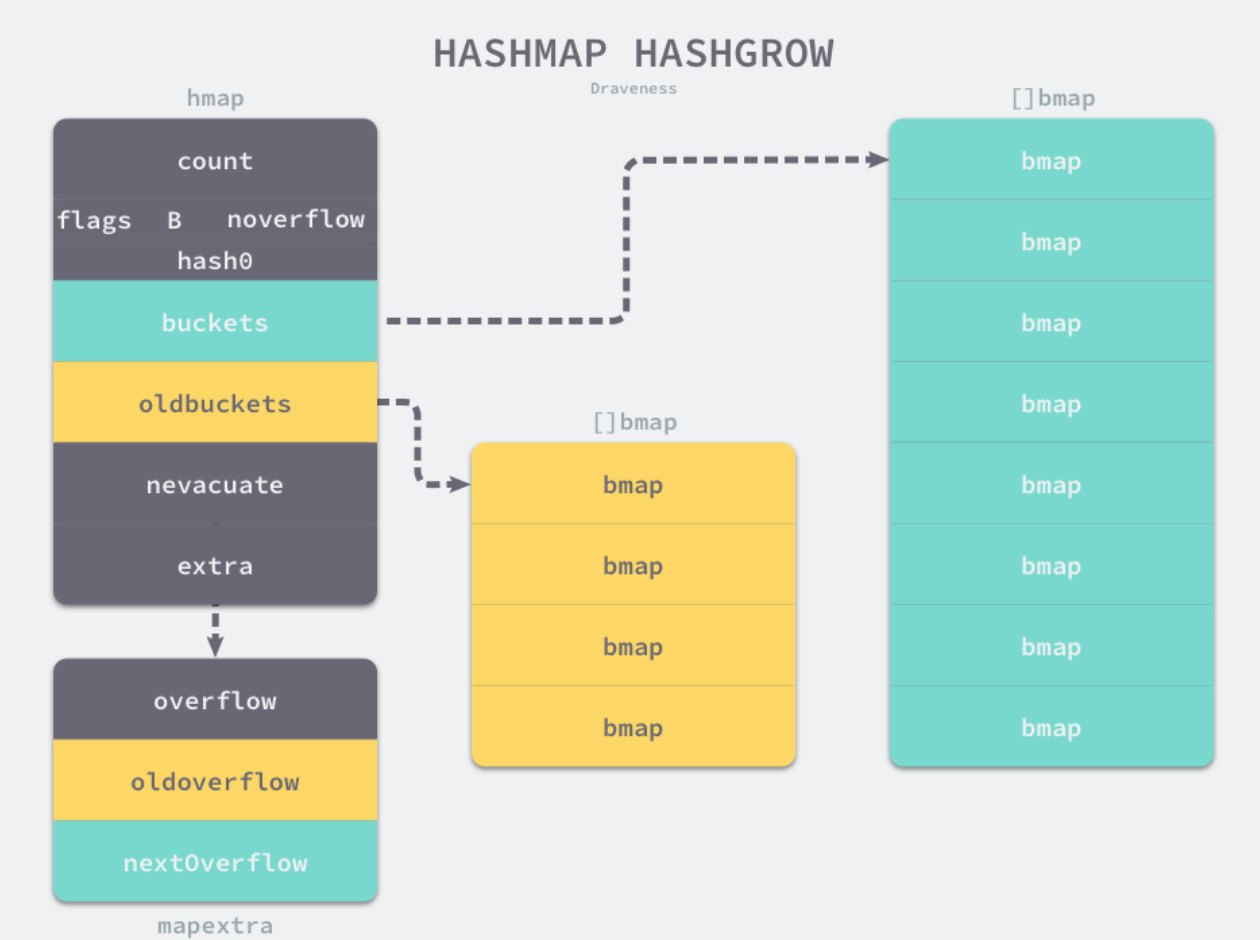 HASHMAP HASHGROW
Draveness
hmap
count
flags B noverflow
hash0
buckets
oldbuckets
nevacuate
extra
overflow
oldoverflow
nextOverflow
mapextra
[]bmap
bmap
bmap
bmap
bmap
[]bmap
bmap
bmap
bmap
bmap
bmap
bmap
bmap
bmap